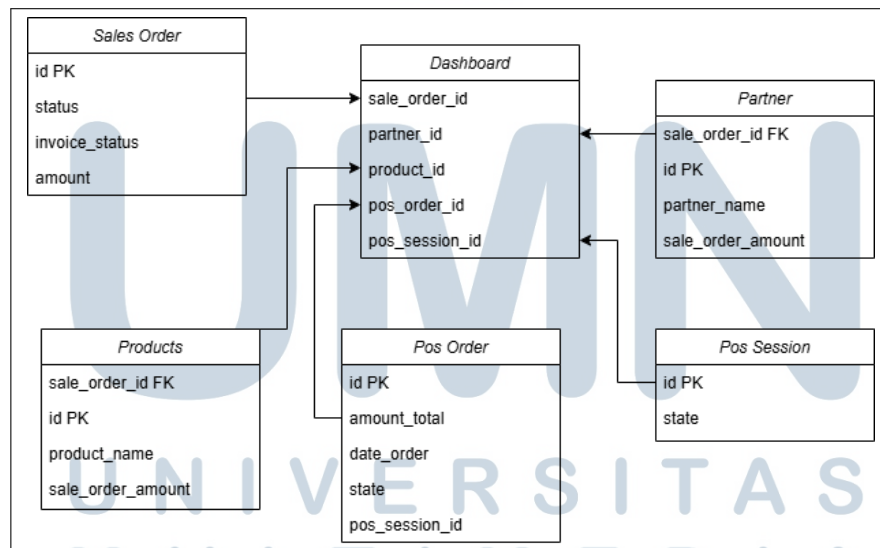 Sales Order
id PK
status
invoice_status
amount
Dashboard
sale_order_id
partner_id
product_id
pos_order_id
pos_session_id
Partner
sale_order_id FK
id PK
partner_name
sale_order_amount
Products
sale_order_id FK
id PK
product_name
sale_order_amount
Pos Order
id PK
amount_total
date_order
state
pos_session_id
Pos Session
id PK
state
UMN
UNIVERSITAS